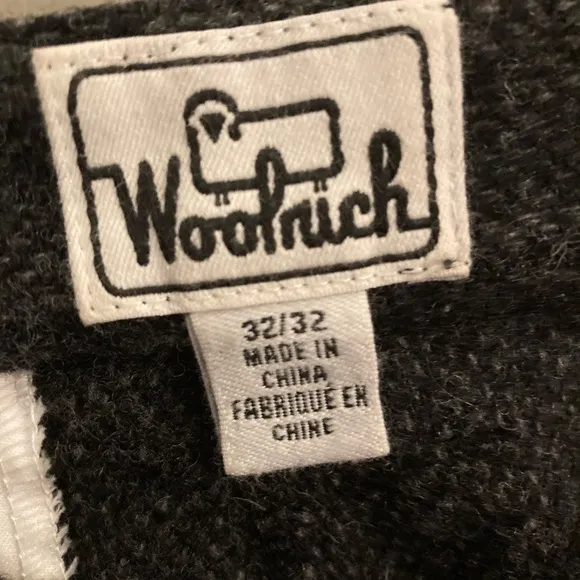 Woolrich
32/32
MADE IN
CHINA
FABRIQUÉ EN
CHINE